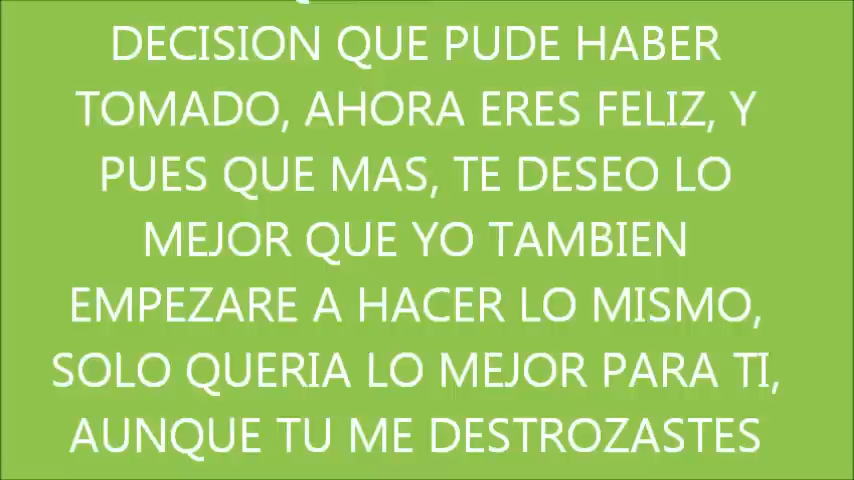 DECISION QUE PUDE HABER
TOMADO, AHORA ERES FELIZ, Y
PUES QUE MAS, TE DESEO LO
MEJOR QUE YO TAMBIEN
EMPEZARE A HACER LO MISMO,
SOLO QUERIA LO MEJOR PARA TI,
AUNQUE TU ME DESTROZASTES